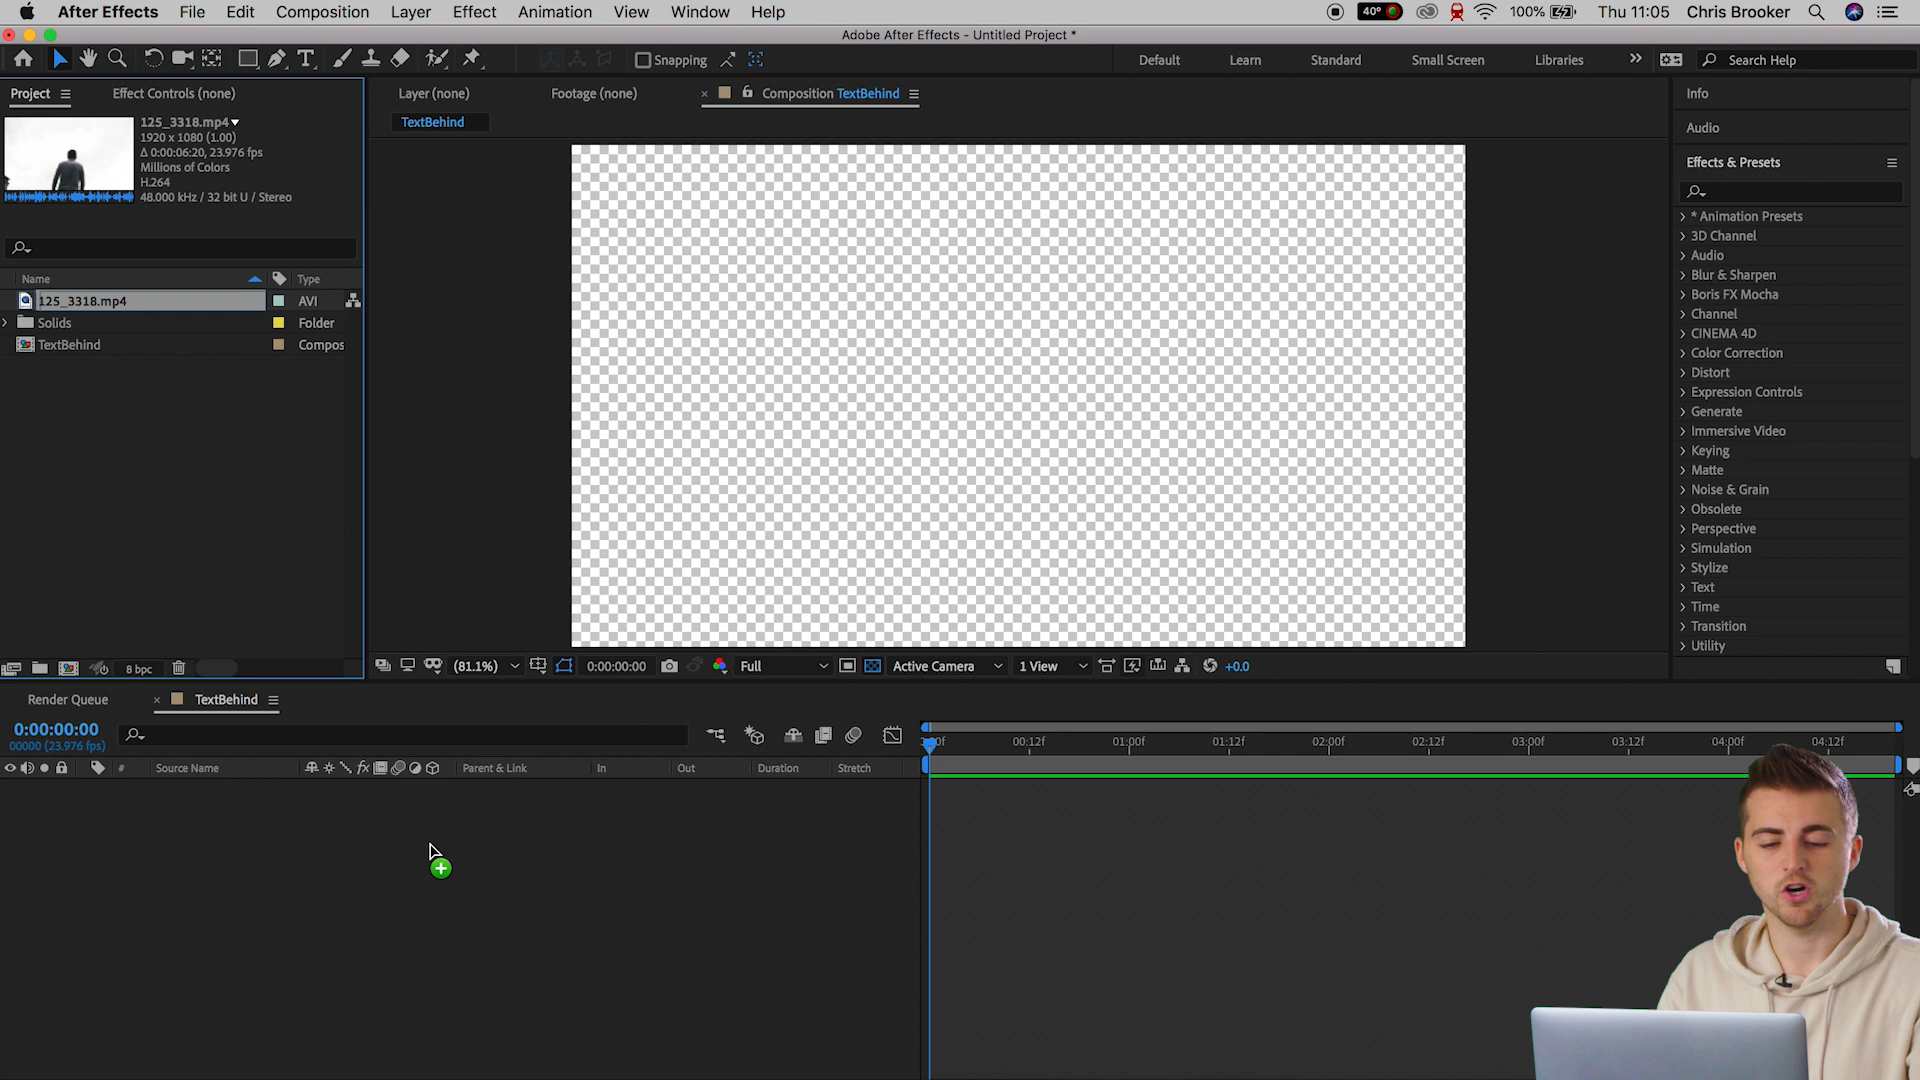 After Effects File Edit Composition Layer Effect Animation View Window Help 40° 100% Thu 11:05 Chris Brooker
Adobe After Effects - Untitled Project *
Snapping Default Learn Standard Small Screen Libraries Search Help
Project Effect Controls (none) Layer (none) Footage (none) Composition TextBehind Info
TextBehind
125_3318.mp4
1920 x 1080 (1.00)
Δ 0:00:06:20, 23.976 fps
Millions of Colors
H.264
48.000 kHz / 32 bit U / Stereo
Name Type
125_3318.mp4 AVI
Solids Folder
TextBehind Compos
Audio
Effects & Presets
* Animation Presets
3D Channel
Audio
Blur & Sharpen
Boris FX Mocha
Channel
CINEMA 4D
Color Correction
Distort
Expression Controls
Generate
Immersive Video
Keying
Matte
Noise & Grain
Obsolete
Perspective
Simulation
Stylize
Text
Time
Transition
Utility
8 bpc (81.1%) 0:00:00:00 Full Active Camera 1 View +0.0
Render Queue TextBehind
0:00:00:00
00000 (23.976 fps)
00:12f 01:00f 01:12f 02:00f 02:12f 03:00f 03:12f 04:00f 04:12f
# Source Name fx Parent & Link In Out Duration Stretch